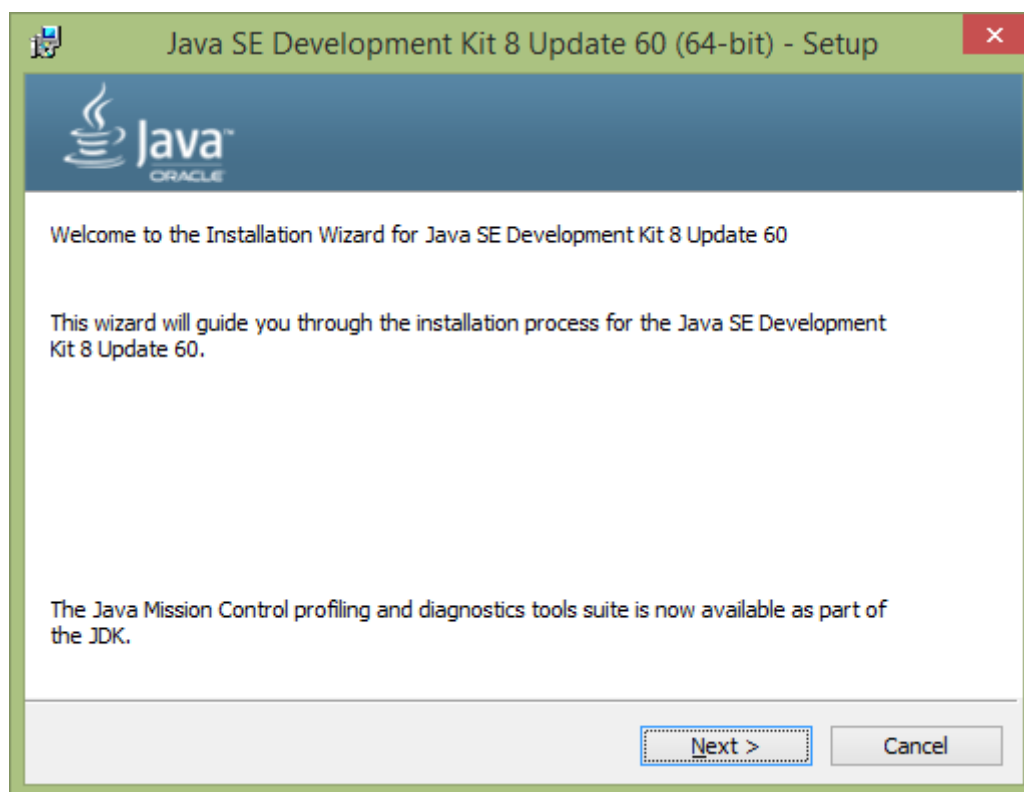 Java SE Development Kit 8 Update 60 (64-bit) - Setup
Java™
ORACLE
Welcome to the Installation Wizard for Java SE Development Kit 8 Update 60
This wizard will guide you through the installation process for the Java SE Development
Kit 8 Update 60.
The Java Mission Control profiling and diagnostics tools suite is now available as part of
the JDK.
Next >
Cancel